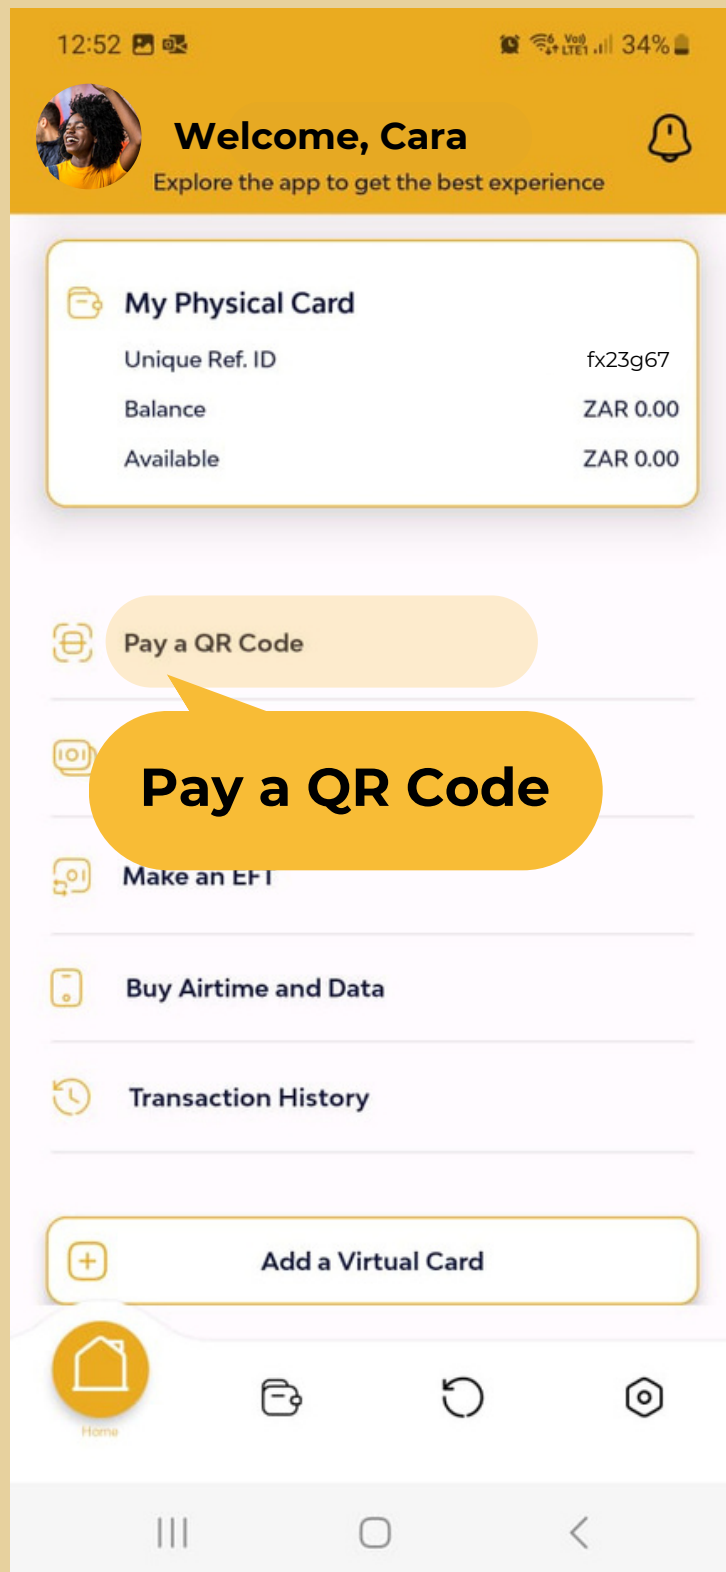 12:52
Vo))
LTE1
34%
Welcome, Cara
Explore the app to get the best experience
My Physical Card
Unique Ref. ID fx23g67
Balance ZAR 0.00
Available ZAR 0.00
Pay a QR Code
Pay a QR Code
Make an EFT
Buy Airtime and Data
Transaction History
Add a Virtual Card
Home